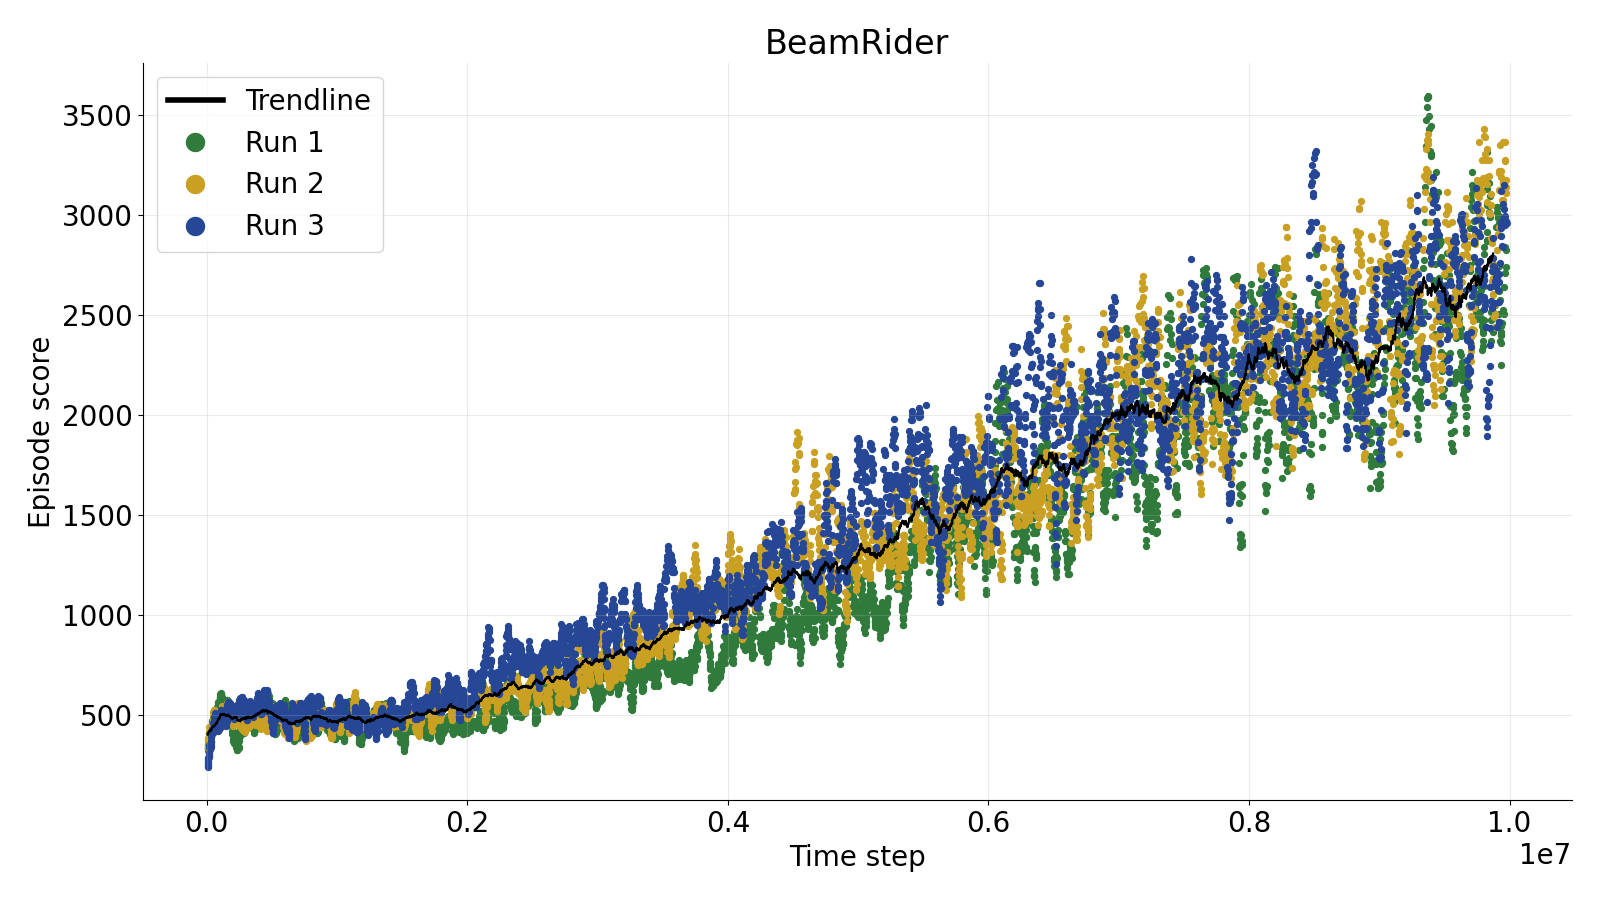 BeamRider
Trendline
Run 1
Run 2
Run 3
Episode score
3500
3000
2500
2000
1500
1000
500
0.0 0.2 0.4 0.6 0.8 1.0
1e7
Time step